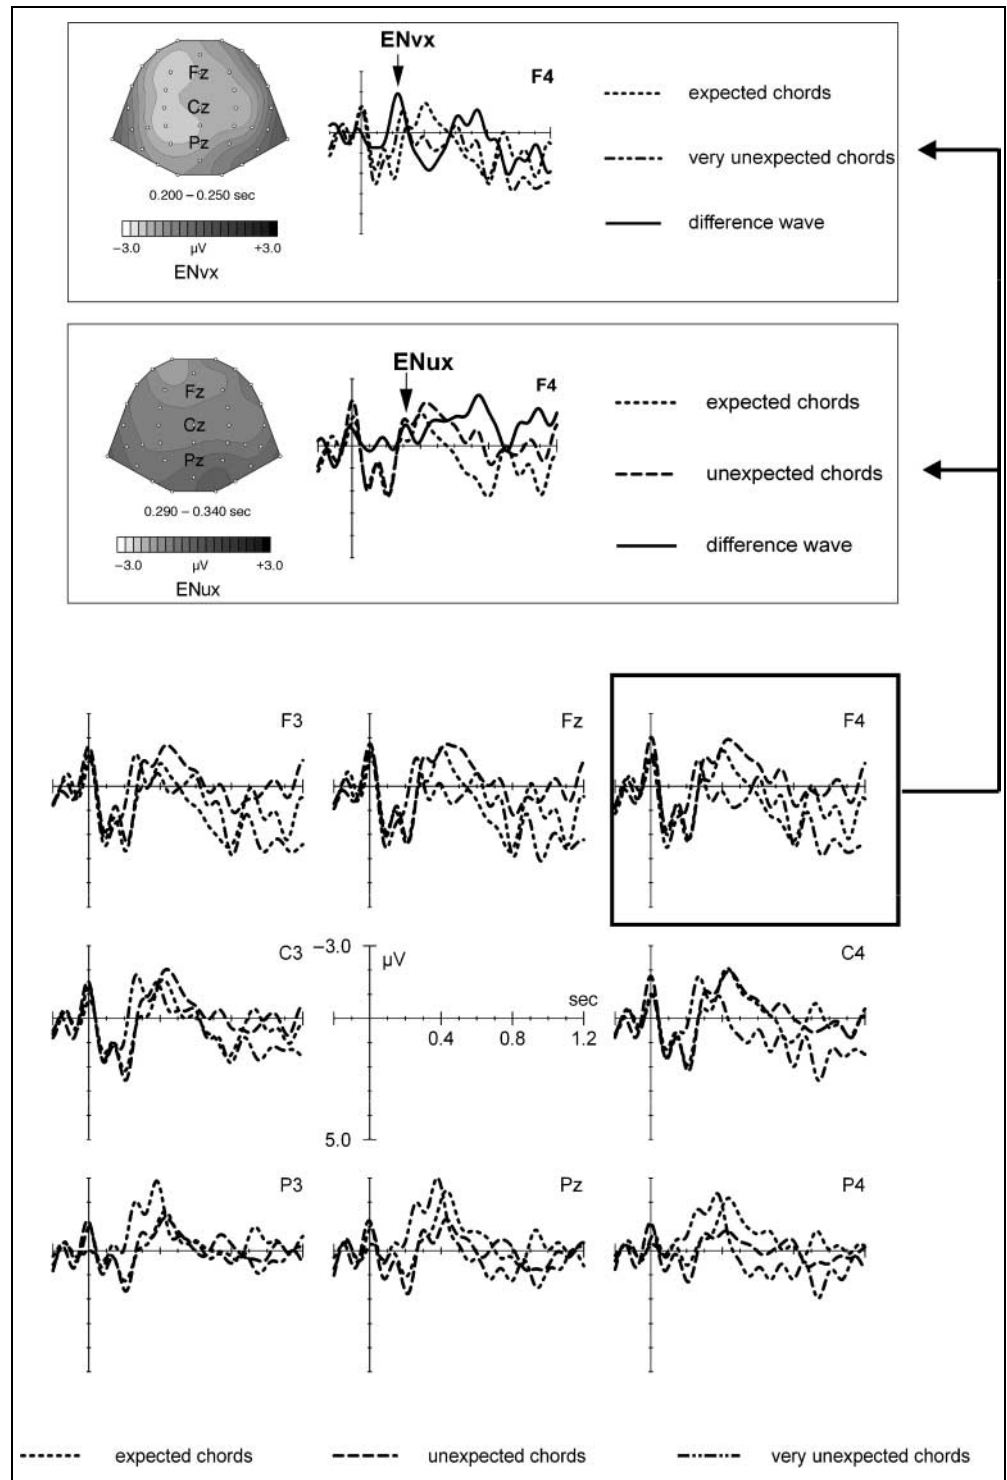 ENvx
F4
Fz
Cz
Pz
0.200 – 0.250 sec
−3.0 µV +3.0
ENvx
expected chords
very unexpected chords
difference wave
ENux
F4
Fz
Cz
Pz
0.290 – 0.340 sec
−3.0 µV +3.0
ENux
expected chords
unexpected chords
difference wave
F3 Fz F4
C3 −3.0 µV C4
sec
0.4 0.8 1.2
5.0
P3 Pz P4
expected chords unexpected chords very unexpected chords